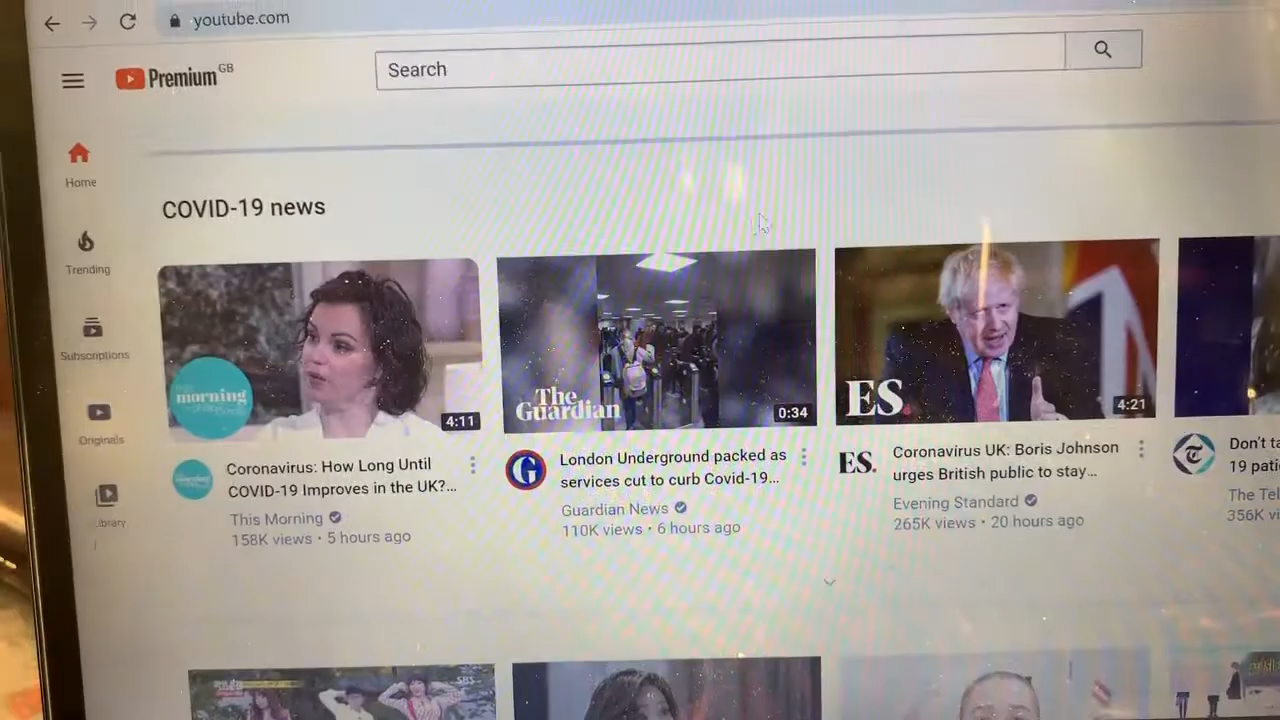 youtube.com
Premium GB
Search
Home
COVID-19 news
Trending
Subscriptions
Originals
Library
morning
4:11
The
Guardian
0:34
ES.
4:21
Coronavirus: How Long Until
COVID-19 Improves in the UK?...
This Morning
158K views • 5 hours ago
G
London Underground packed as
services cut to curb Covid-19...
Guardian News
110K views • 6 hours ago
ES.
Coronavirus UK: Boris Johnson
urges British public to stay...
Evening Standard
265K views • 20 hours ago
T
Don't ta
19 pati
The Tel
356K vi
SBS